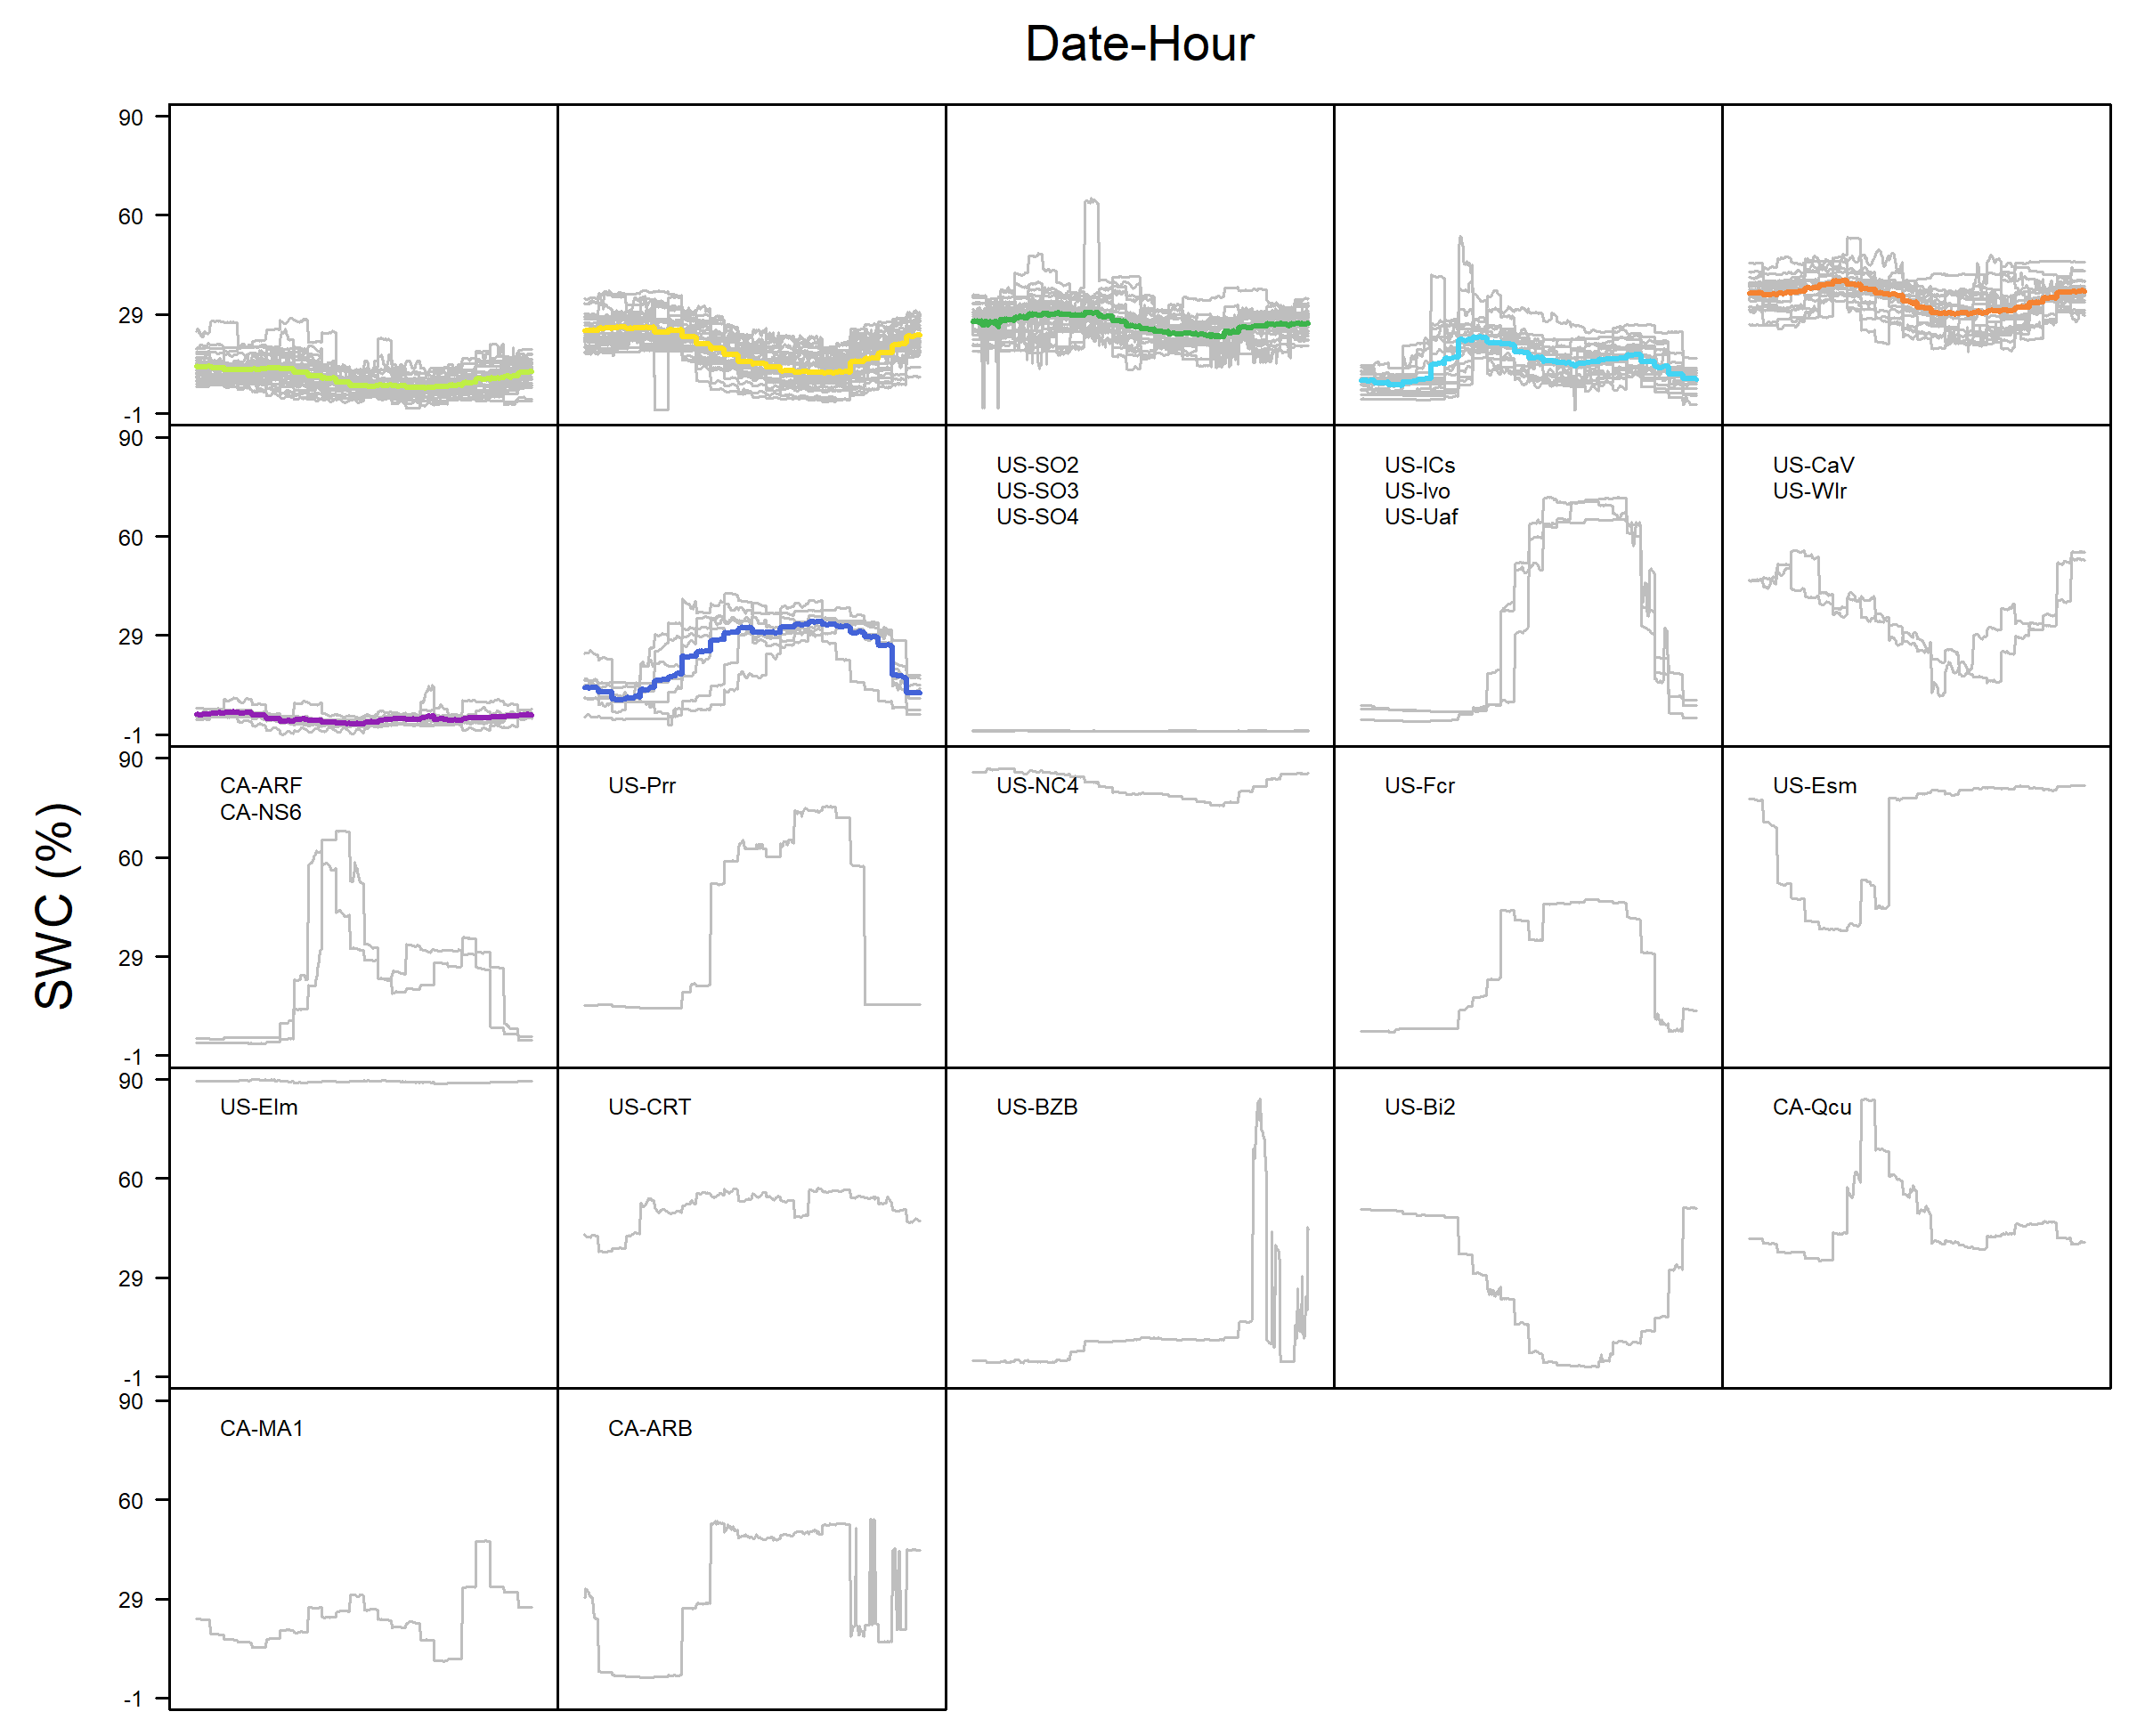 Date-Hour
SWC (%)
90
60
29
-1
90
60
29
-1
US-SO2
US-SO3
US-SO4
US-ICs
US-Ivo
US-Uaf
US-CaV
US-Wlr
90
60
29
-1
CA-ARF
CA-NS6
US-Prr
US-NC4
US-Fcr
US-Esm
90
60
29
-1
US-Elm
US-CRT
US-BZB
US-Bi2
CA-Qcu
90
60
29
-1
CA-MA1
CA-ARB